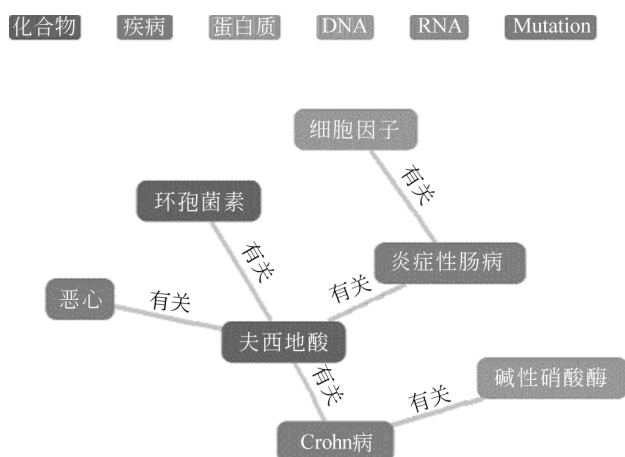 化合物 疾病 蛋白质 DNA RNA Mutation
细胞因子
有关
环孢菌素
有关
炎症性肠病
恶心
有关
有关
夫西地酸
有关
碱性硝酸酶
有关
Crohn病